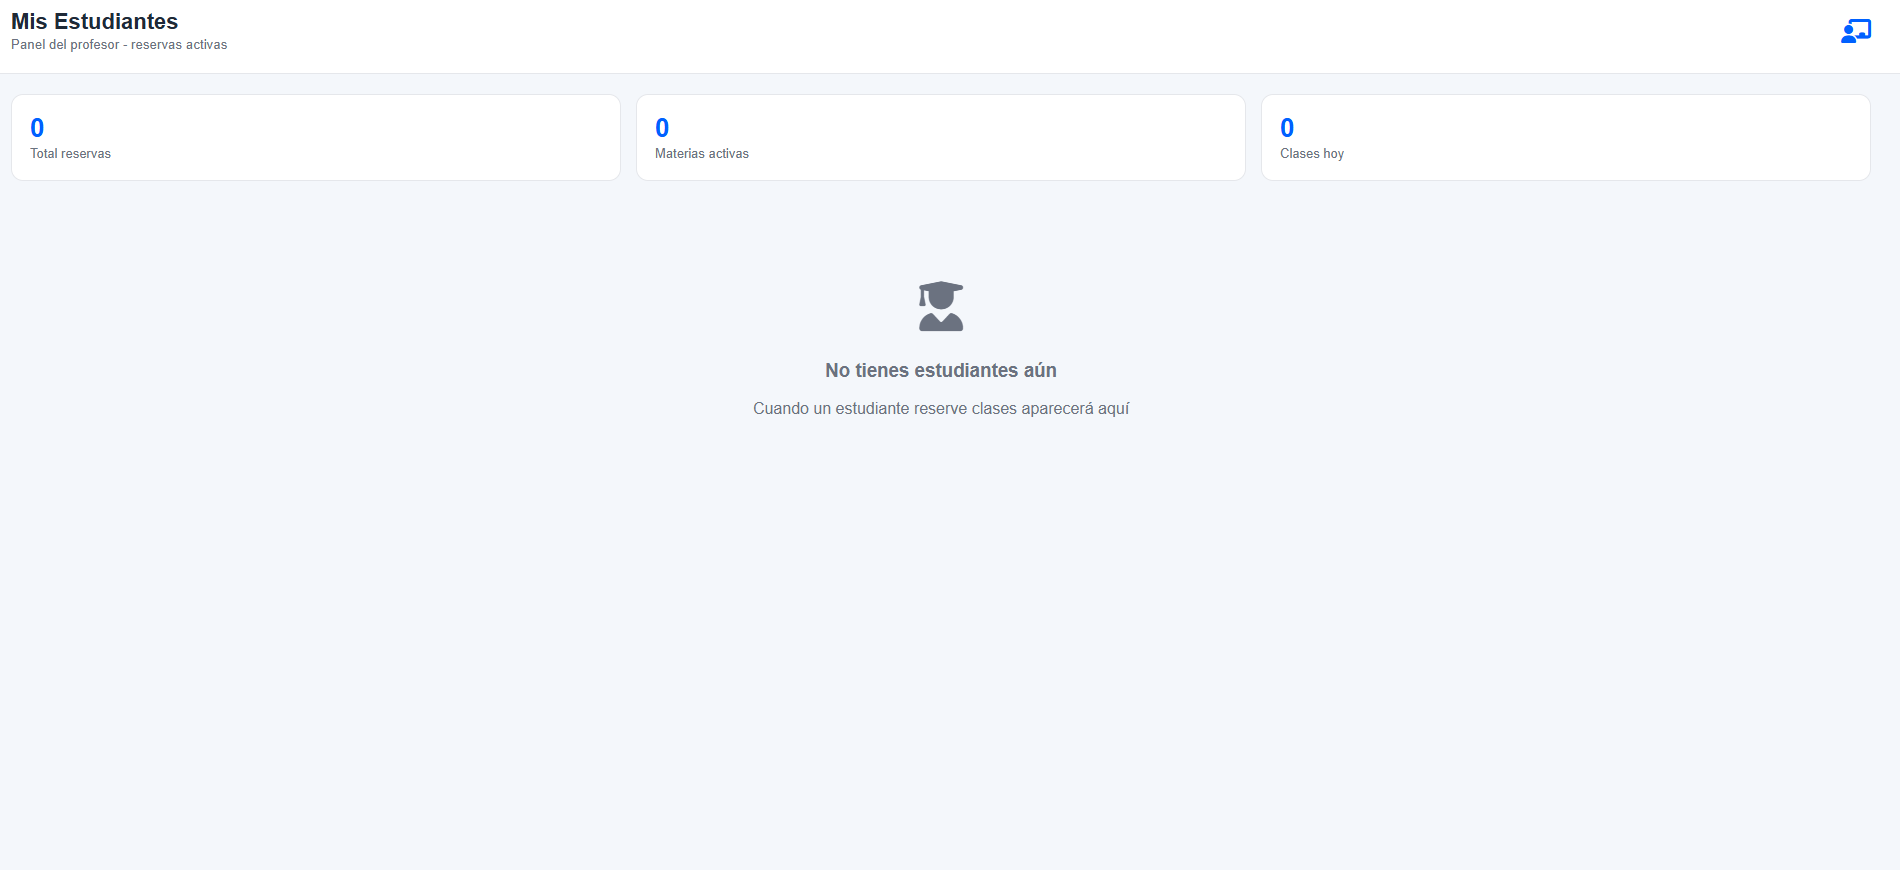 Mis Estudiantes
Panel del profesor - reservas activas
0
Total reservas
0
Materias activas
0
Clases hoy
No tienes estudiantes aún
Cuando un estudiante reserve clases aparecerá aquí